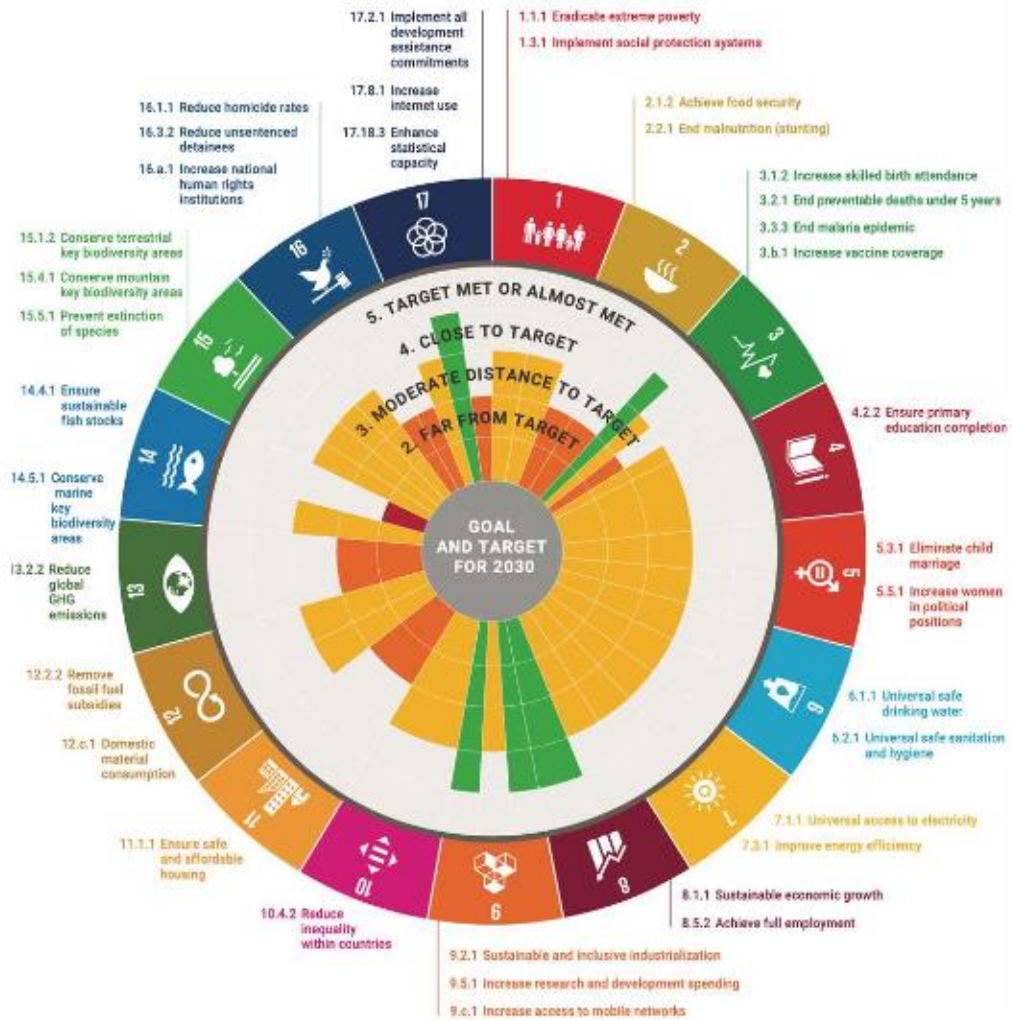 17.2.1 Implement all
development
assistance
commitments
17.8.1 Increase
internet use
17.18.3 Enhance
statistical
capacity
1.1.1 Eradicate extreme poverty
1.3.1 Implement social protection systems
2.1.2 Achieve food security
2.2.1 End malnutrition (stunting)
3.1.2 Increase skilled birth attendance
3.2.1 End preventable deaths under 5 years
3.3.3 End malaria epidemic
3.b.1 Increase vaccine coverage
4.2.2 Ensure primary
education completion
5.3.1 Eliminate child
marriage
5.5.1 Increase women
in political
positions
6.1.1 Universal safe
drinking water
6.2.1 Universal safe sanitation
and hygiene
7.1.1 Universal access to electricity
7.3.1 Improve energy efficiency
8.1.1 Sustainable economic growth
8.5.2 Achieve full employment
9.2.1 Sustainable and inclusive industrialization
9.5.1 Increase research and development spending
9.c.1 Increase access to mobile networks
10.4.2 Reduce
inequality
within countries
11.1.1 Ensure safe
and affordable
housing
12.2.2 Remove
fossil fuel
subsidies
12.c.1 Domestic
material
consumption
13.2.2 Reduce
global
GHG
emissions
14.4.1 Ensure
sustainable
fish stocks
14.5.1 Conserve
marine
key
biodiversity
areas
15.1.2 Conserve terrestrial
key biodiversity areas
15.4.1 Conserve mountain
key biodiversity areas
15.5.1 Prevent extinction
of species
16.1.1 Reduce homicide rates
16.3.2 Reduce unsentenced
detainees
16.a.1 Increase national
human rights
institutions
1
2
3
4
5
6
7
8
9
10
11
12
13
14
15
16
17
5. TARGET MET OR ALMOST MET
4. CLOSE TO TARGET
3. MODERATE DISTANCE TO TARGET
2. FAR FROM TARGET
GOAL
AND TARGET
FOR 2030